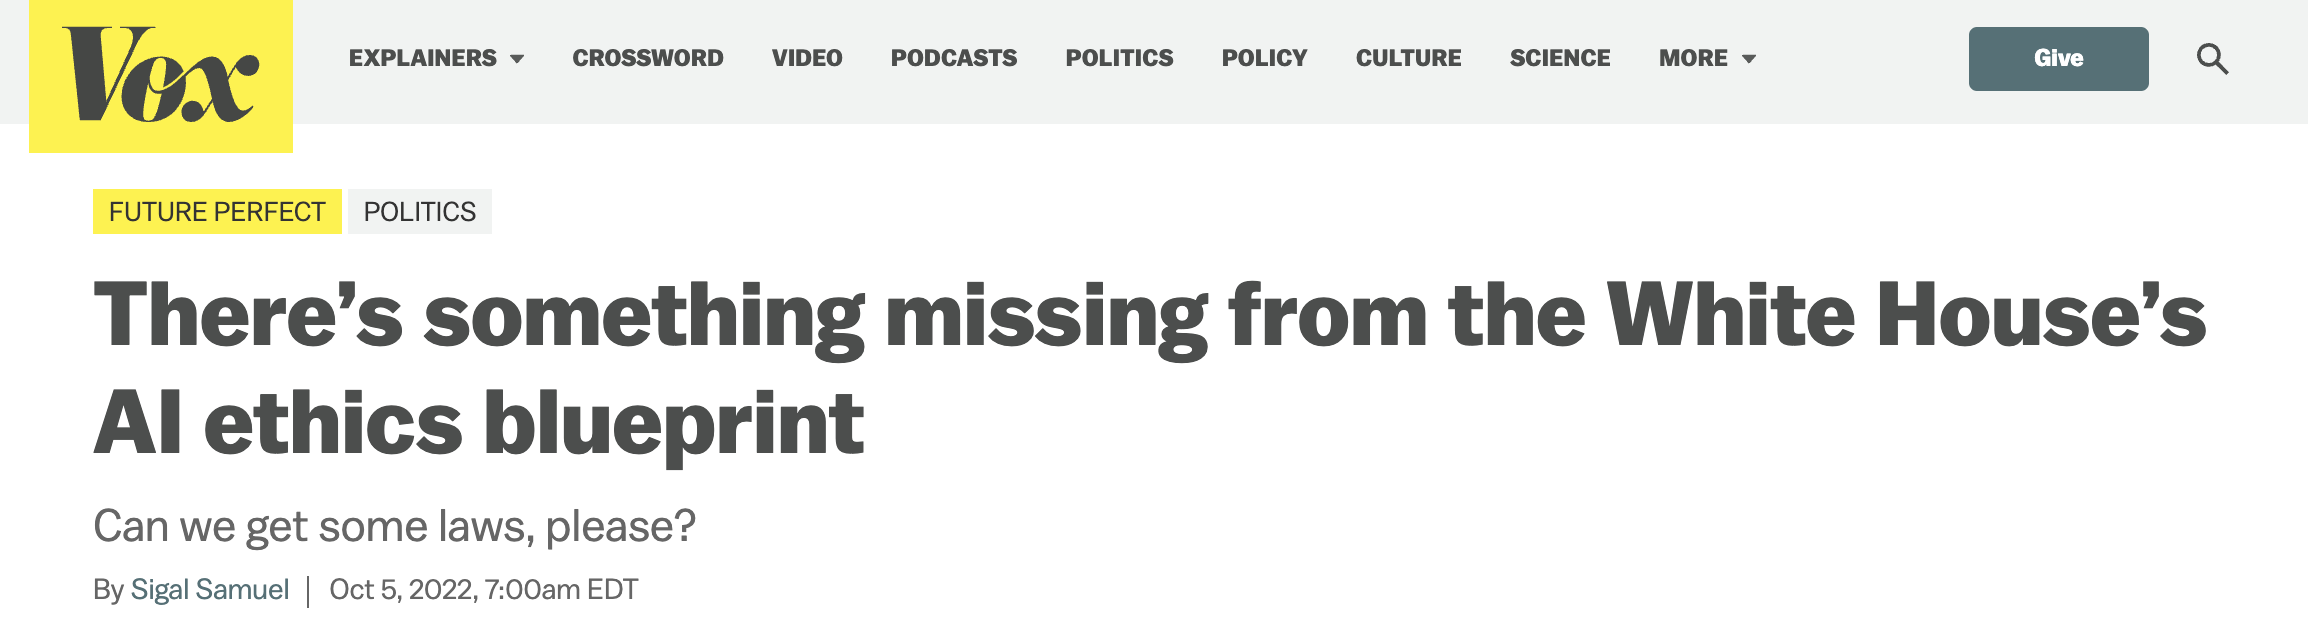 Vox
EXPLAINERS CROSSWORD VIDEO PODCASTS POLITICS POLICY CULTURE SCIENCE MORE Give
FUTURE PERFECT POLITICS
There’s something missing from the White House’s
AI ethics blueprint
Can we get some laws, please?
By Sigal Samuel | Oct 5, 2022, 7:00am EDT